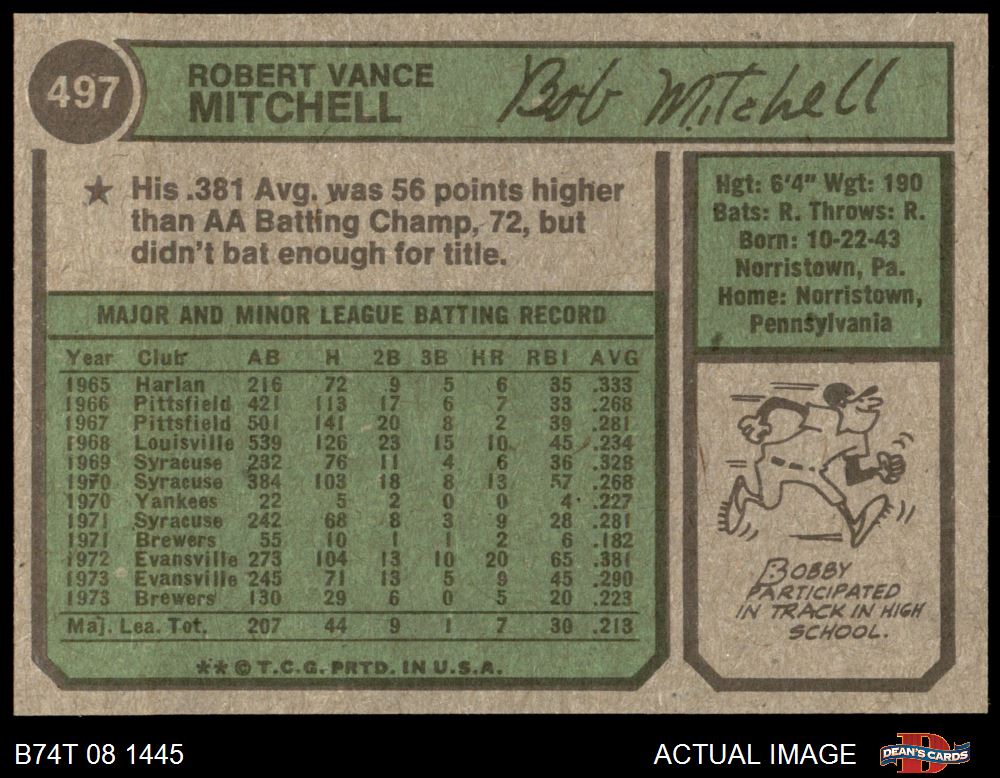 497
ROBERT VANCE
MITCHELL
Bob Mitchell
★ His .381 Avg. was 56 points higher
than AA Batting Champ, 72, but
didn't bat enough for title.
Hgt: 6'4" Wgt: 190
Bats: R. Throws: R.
Born: 10-22-43
Norristown, Pa.
Home: Norristown,
Pennsylvania
MAJOR AND MINOR LEAGUE BATTING RECORD
Year Club AB H 2B 3B HR RBI AVG
1965 Harlan 216 72 9 5 6 35 .333
1966 Pittsfield 421 113 17 6 7 33 .268
1967 Pittsfield 501 141 20 8 2 39 .281
1968 Louisville 539 126 23 15 10 45 .234
1969 Syracuse 232 76 11 4 6 36 .328
1970 Syracuse 384 103 18 8 13 57 .268
1970 Yankees 22 5 2 0 0 4 .227
1971 Syracuse 242 68 8 3 9 28 .281
1971 Brewers 55 10 1 1 2 6 .182
1972 Evansville 273 104 13 10 20 65 .381
1973 Evansville 245 71 13 5 9 45 .290
1973 Brewers 130 29 6 0 5 20 .223
Maj. Lea. Tot. 207 44 9 1 7 30 .213
** © T.C.G. PRTD. IN U.S.A.
BOBBY
PARTICIPATED
IN TRACK IN HIGH
SCHOOL.
B74T 08 1445
ACTUAL IMAGE
DEAN'S CARDS